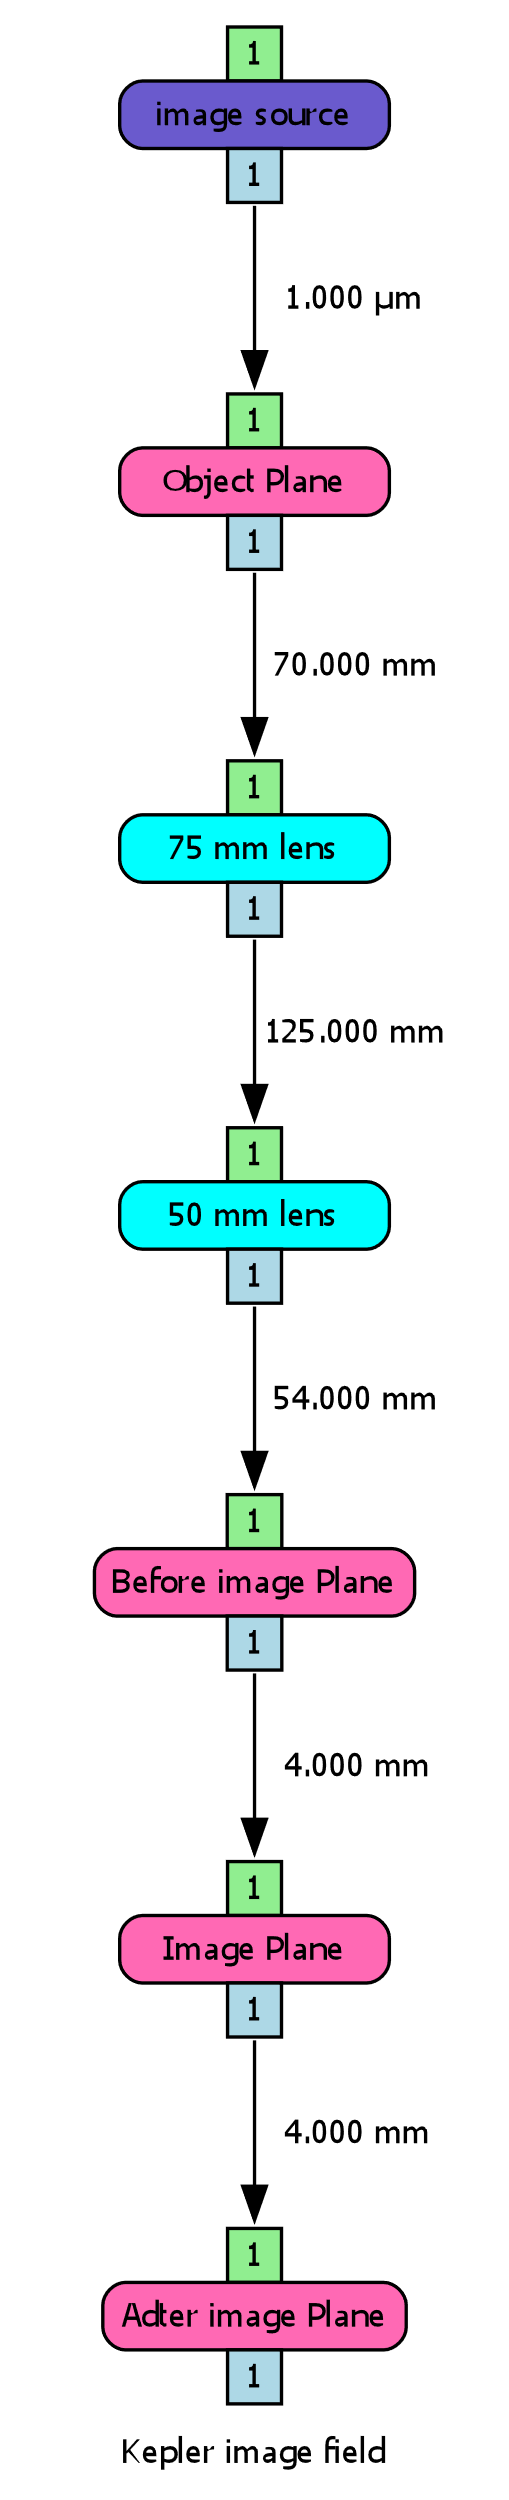 1
image source
1
1.000 µm
1
Object Plane
1
70.000 mm
1
75 mm lens
1
125.000 mm
1
50 mm lens
1
54.000 mm
1
Before image Plane
1
4.000 mm
1
Image Plane
1
4.000 mm
1
Adter image Plane
1
Kepler image field